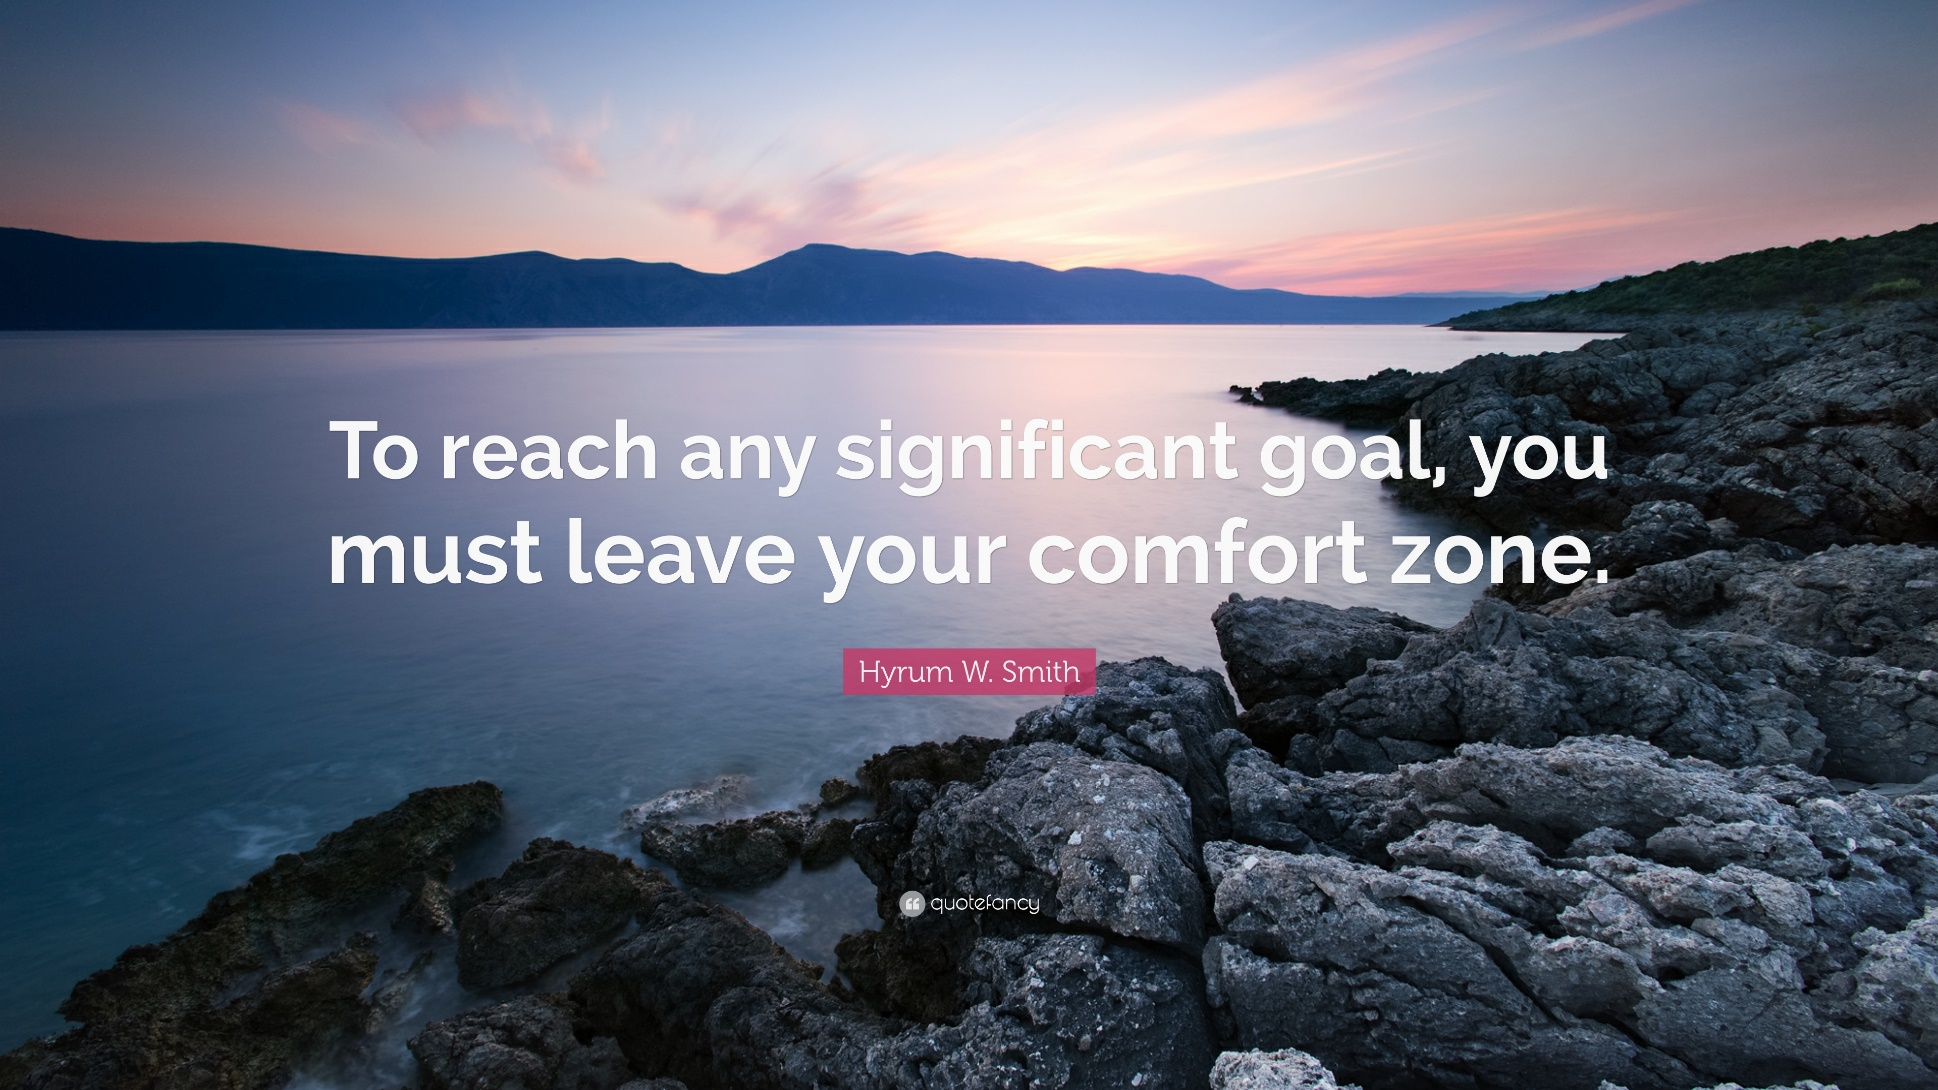 To reach any significant goal, you
must leave your comfort zone.
Hyrum W. Smith
quotefancy